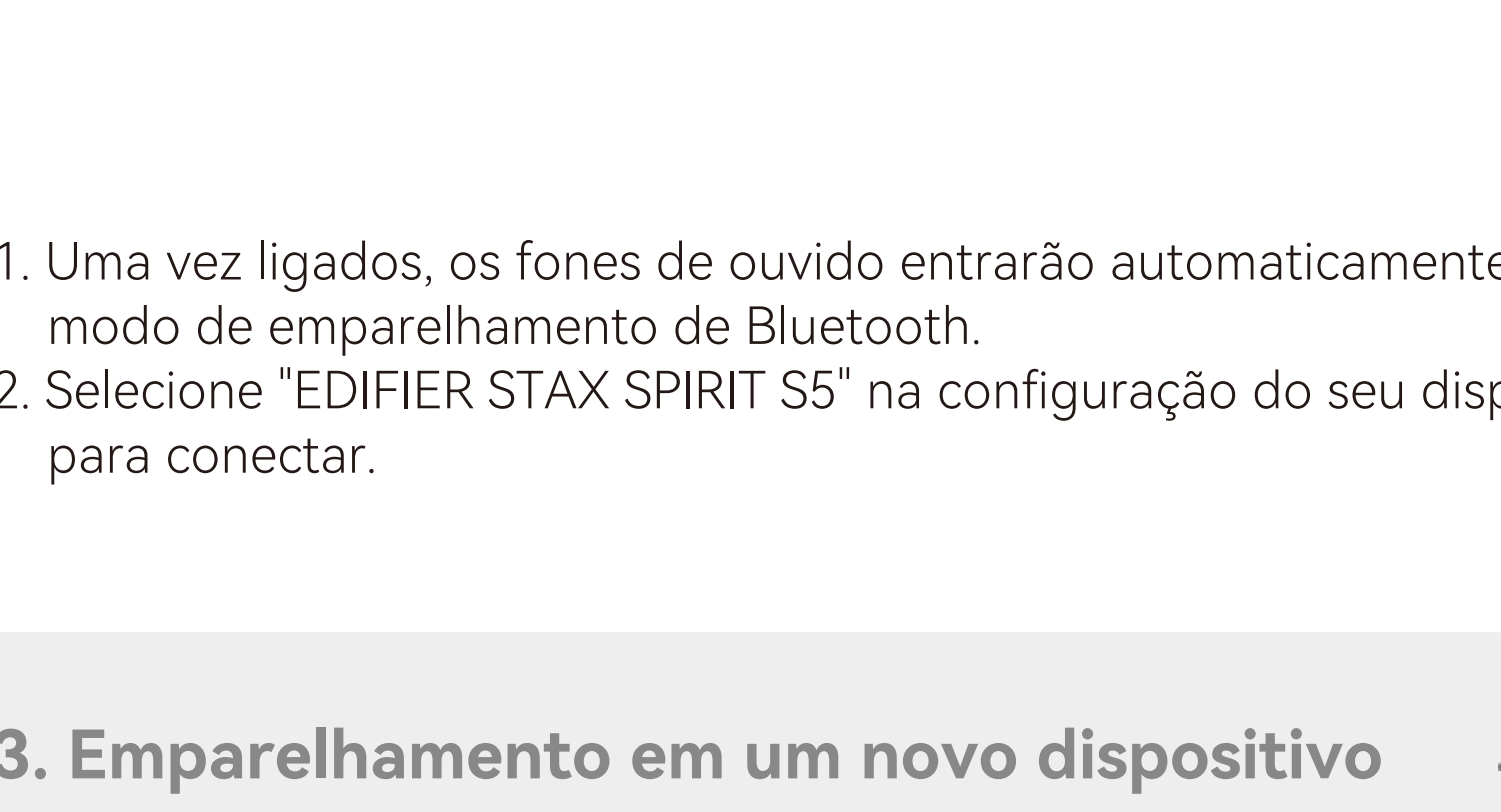 1. Uma vez ligados, os fones de ouvido entrarão automaticamente
modo de emparelhamento de Bluetooth.
2. Selecione "EDIFIER STAX SPIRIT S5" na configuração do seu
para conectar.
3. Emparelhamento em um novo dispositivo